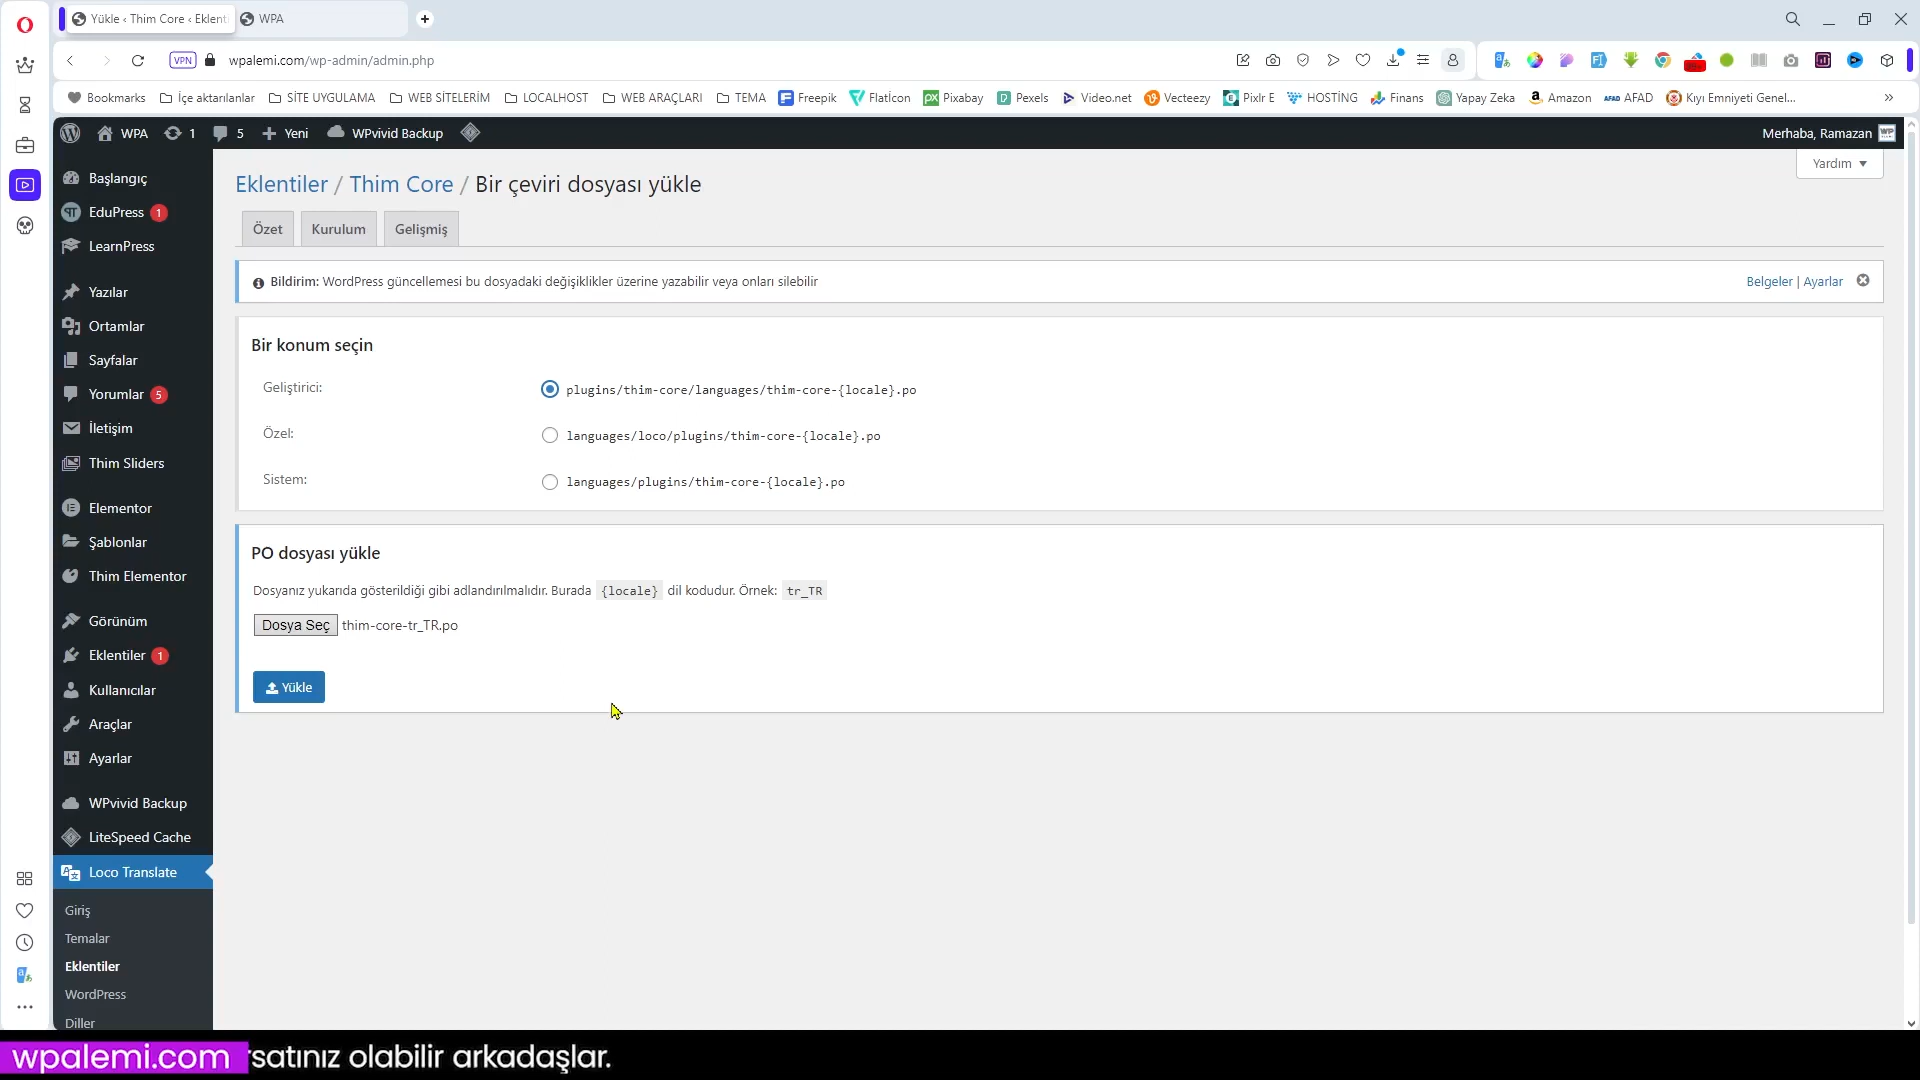 Yükle ‹ Thim Core ‹ Eklenti
WPA
VPN
wpalemi.com/wp-admin/admin.php
Bookmarks
İçe aktarılanlar
SİTE UYGULAMA
WEB SİTELERİM
LOCALHOST
WEB ARAÇLARI
TEMA
Freepik
Flatİcon
Pixabay
Pexels
Video.net
Vecteezy
Pixlr E
HOSTİNG
Finans
Yapay Zeka
Amazon
AFAD
Kıyı Emniyeti Genel...
WPA
1
5
Yeni
WPvivid Backup
Merhaba, Ramazan
Yardım
Başlangıç
EduPress 1
LearnPress
Yazılar
Ortamlar
Sayfalar
Yorumlar 5
İletişim
Thim Sliders
Elementor
Şablonlar
Thim Elementor
Görünüm
Eklentiler 1
Kullanıcılar
Araçlar
Ayarlar
WPvivid Backup
LiteSpeed Cache
Loco Translate
Giriş
Temalar
Eklentiler
WordPress
Diller
Eklentiler / Thim Core / Bir çeviri dosyası yükle
Özet
Kurulum
Gelişmiş
Bildirim: WordPress güncellemesi bu dosyadaki değişiklikler üzerine yazabilir veya onları silebilir
Belgeler | Ayarlar
Bir konum seçin
Geliştirici:
plugins/thim-core/languages/thim-core-{locale}.po
Özel:
languages/loco/plugins/thim-core-{locale}.po
Sistem:
languages/plugins/thim-core-{locale}.po
PO dosyası yükle
Dosyanız yukarıda gösterildiği gibi adlandırılmalıdır. Burada {locale} dil kodudur. Örnek: tr_TR
Dosya Seç thim-core-tr_TR.po
Yükle
wpalemi.com
satınız olabilir arkadaşlar.